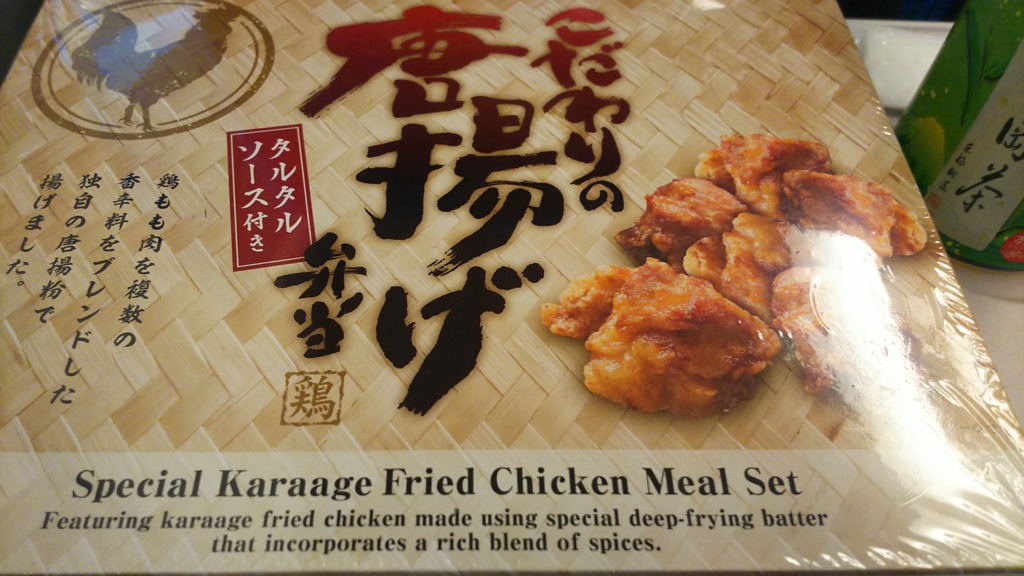 こだわりの
唐揚げ
弁当
タルタル
ソース付き
鶏もも肉を複数の
香辛料をブレンドした
独自の唐揚粉で
揚げました。
鶏
Special Karaage Fried Chicken Meal Set
Featuring karaage fried chicken made using special deep-frying batter
that incorporates a rich blend of spices.
茶